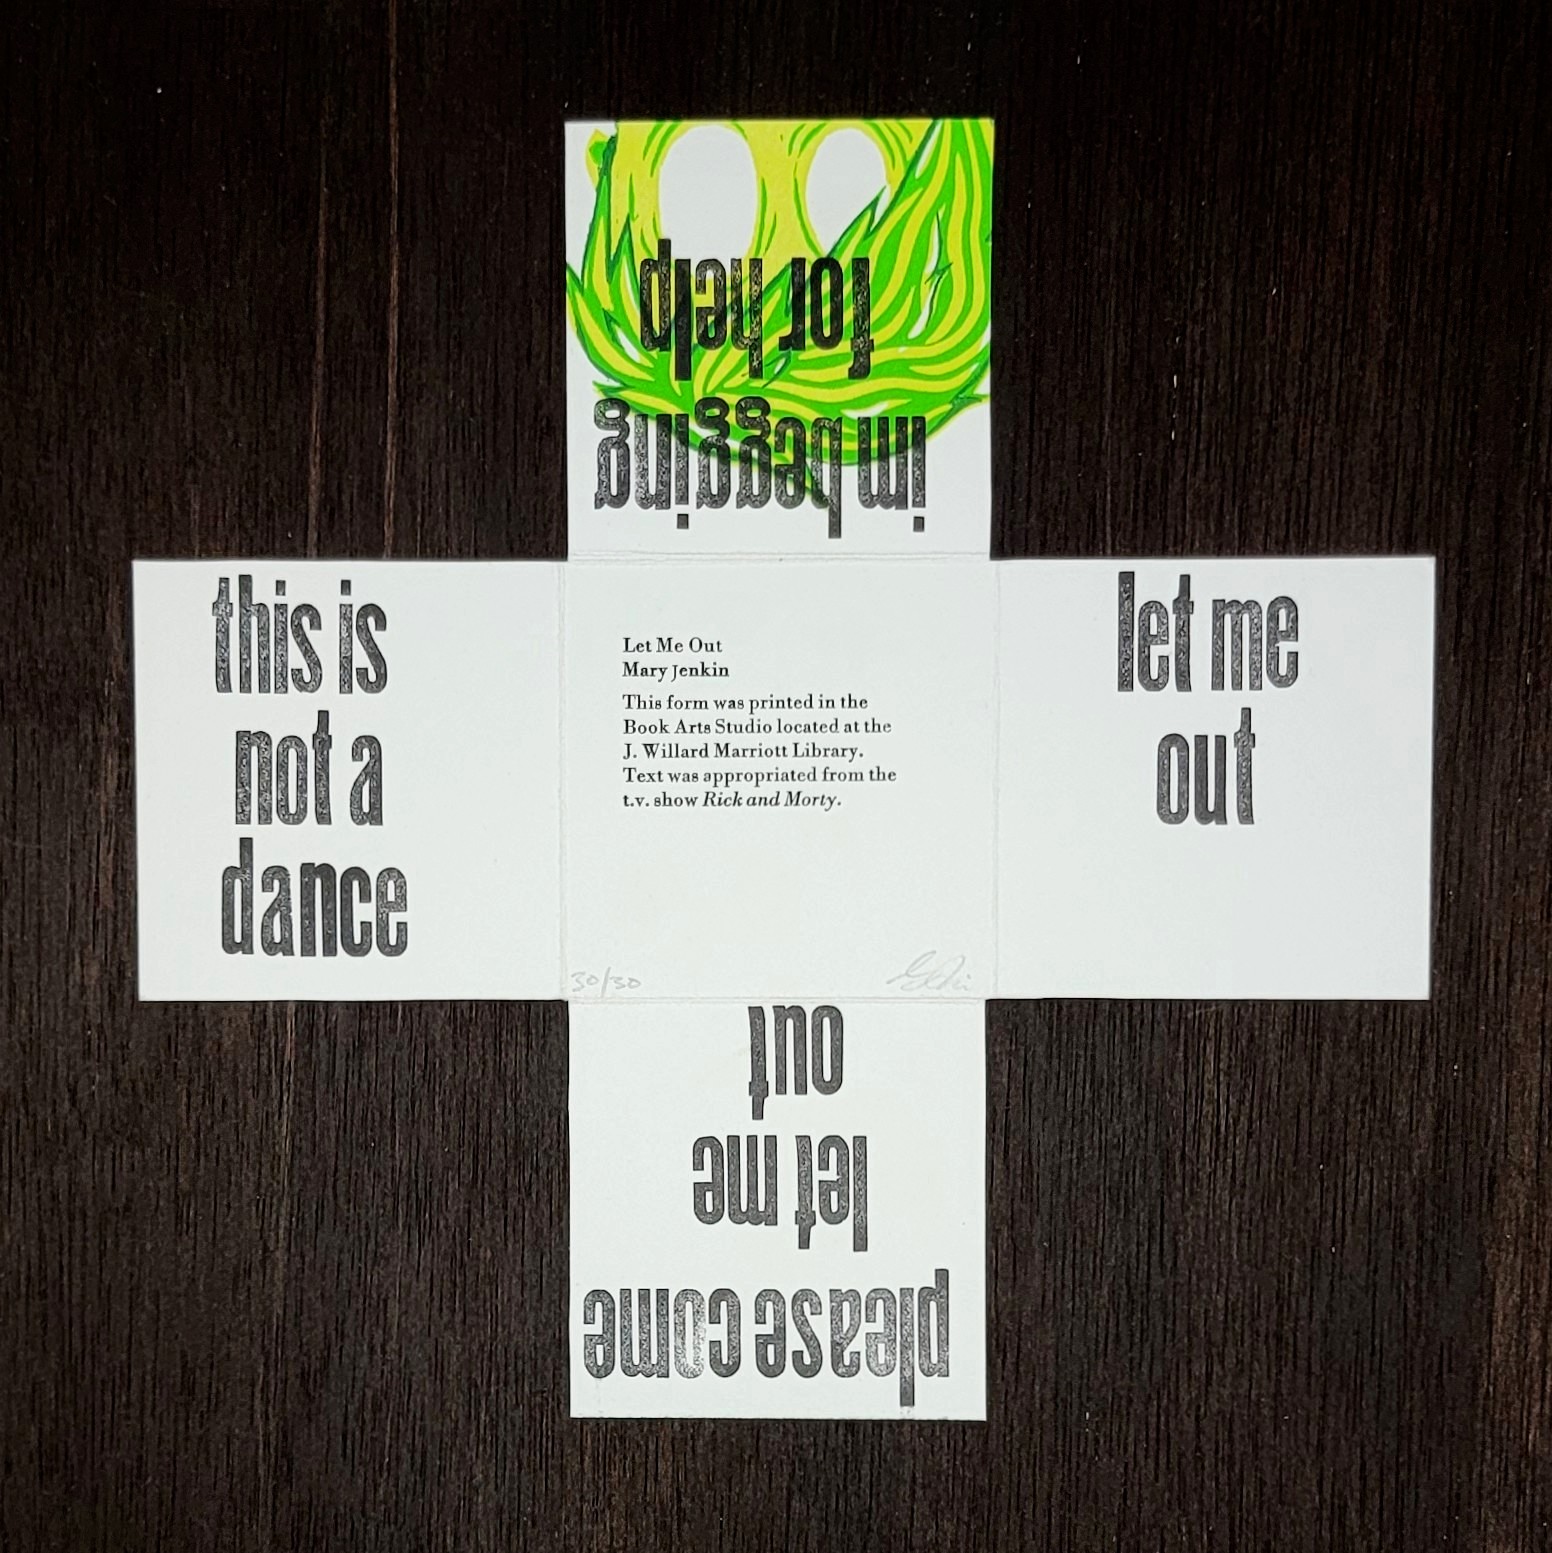 im begging
for help
this is
not a
dance
Let Me Out
Mary Jenkin
This form was printed in the
Book Arts Studio located at the
J. Willard Marriott Library.
Text was appropriated from the
t.v. show Rick and Morty.
30/30
let me
out
please come
let me
out